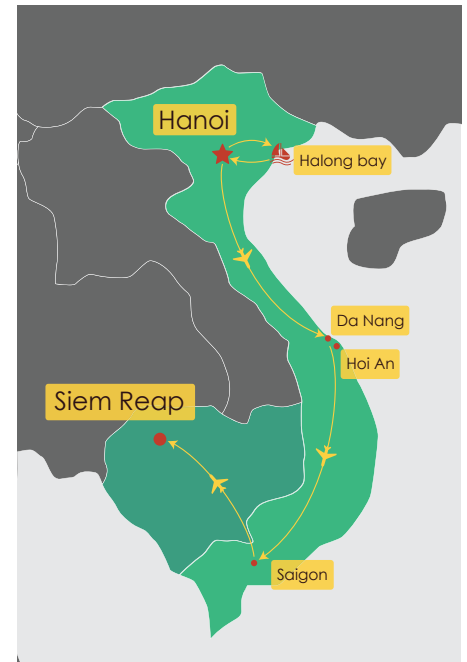 Hanoi
Halong bay
Da Nang
Hoi An
Siem Reap
Saigon